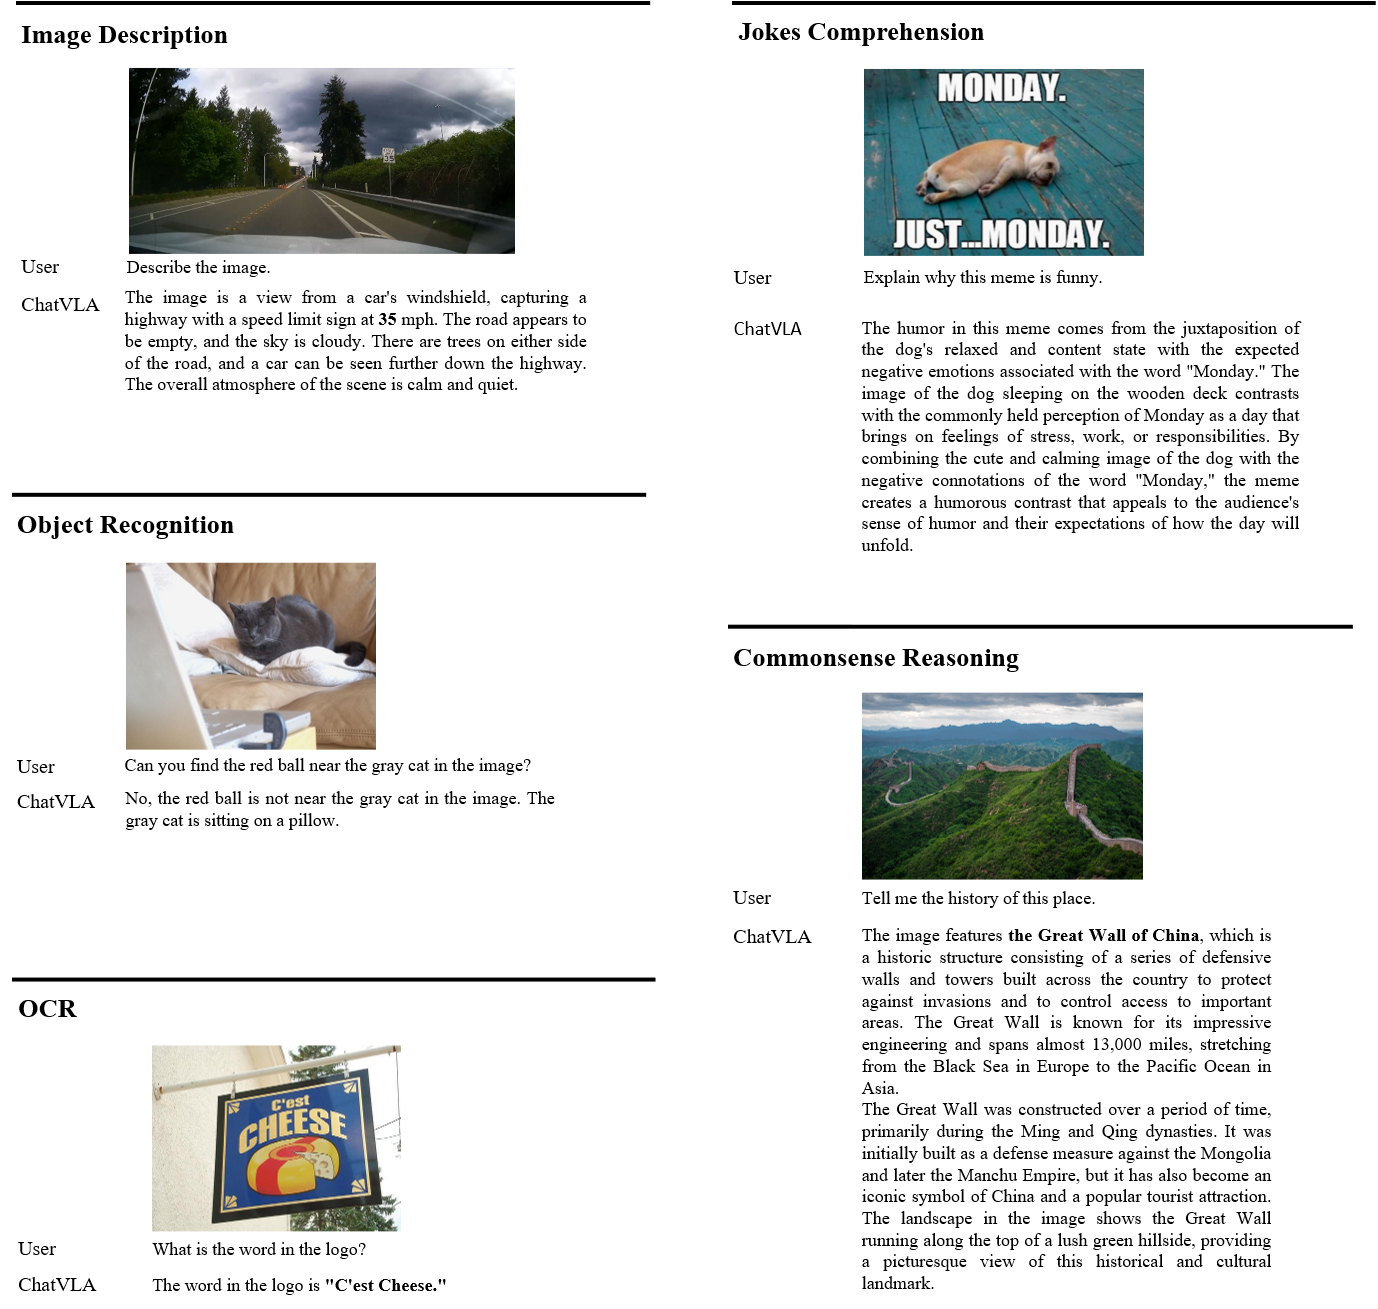 Image Description
35
User
Describe the image.
ChatVLA
The image is a view from a car's windshield, capturing a
highway with a speed limit sign at 35 mph. The road appears to
be empty, and the sky is cloudy. There are trees on either side
of the road, and a car can be seen further down the highway.
The overall atmosphere of the scene is calm and quiet.
Object Recognition
User
Can you find the red ball near the gray cat in the image?
ChatVLA
No, the red ball is not near the gray cat in the image. The
gray cat is sitting on a pillow.
OCR
C'est
CHEESE
User
What is the word in the logo?
ChatVLA
The word in the logo is "C'est Cheese."
Jokes Comprehension
MONDAY.
JUST...MONDAY.
User
Explain why this meme is funny.
ChatVLA
The humor in this meme comes from the juxtaposition of
the dog's relaxed and content state with the expected
negative emotions associated with the word "Monday." The
image of the dog sleeping on the wooden deck contrasts
with the commonly held perception of Monday as a day that
brings on feelings of stress, work, or responsibilities. By
combining the cute and calming image of the dog with the
negative connotations of the word "Monday," the meme
creates a humorous contrast that appeals to the audience's
sense of humor and their expectations of how the day will
unfold.
Commonsense Reasoning
User
Tell me the history of this place.
ChatVLA
The image features the Great Wall of China, which is
a historic structure consisting of a series of defensive
walls and towers built across the country to protect
against invasions and to control access to important
areas. The Great Wall is known for its impressive
engineering and spans almost 13,000 miles, stretching
from the Black Sea in Europe to the Pacific Ocean in
Asia.
The Great Wall was constructed over a period of time,
primarily during the Ming and Qing dynasties. It was
initially built as a defense measure against the Mongolia
and later the Manchu Empire, but it has also become an
iconic symbol of China and a popular tourist attraction.
The landscape in the image shows the Great Wall
running along the top of a lush green hillside, providing
a picturesque view of this historical and cultural
landmark.